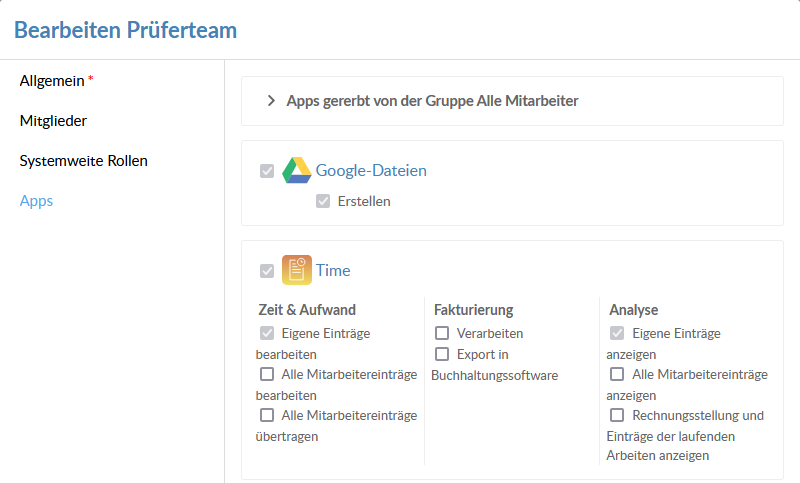 Bearbeiten Prüferteam
Allgemein *
Mitglieder
Systemweite Rollen
Apps
Apps gererbt von der Gruppe Alle Mitarbeiter
Google-Dateien
Erstellen
Time
Zeit & Aufwand
Eigene Einträge
bearbeiten
Alle Mitarbeitereinträge
bearbeiten
Alle Mitarbeitereinträge
übertragen
Fakturierung
Verarbeiten
Export in
Buchhaltungssoftware
Analyse
Eigene Einträge
anzeigen
Alle Mitarbeitereinträge
anzeigen
Rechnungsstellung und
Einträge der laufenden
Arbeiten anzeigen